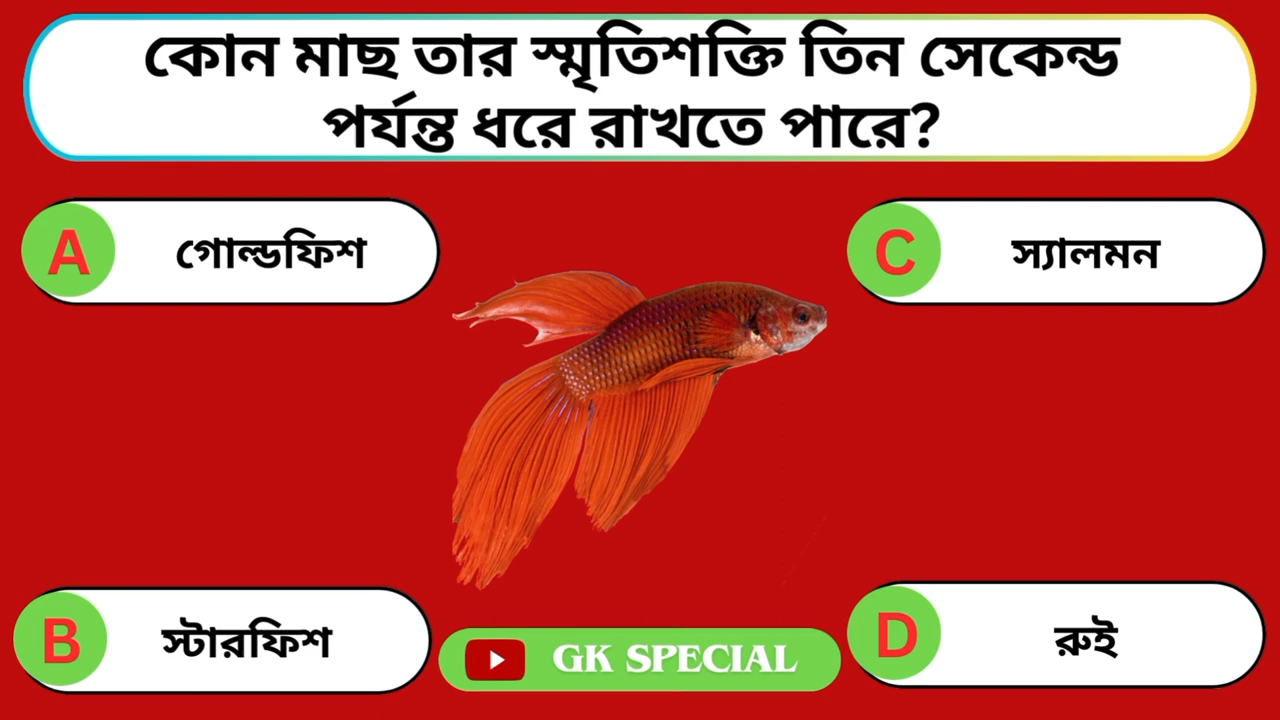 কোন মাছ তার স্মৃতিশক্তি তিন সেকেন্ড
পর্যন্ত ধরে রাখতে পারে?
A গোল্ডফিশ
C স্যালমন
B স্টারফিশ
D রুই
GK SPECIAL